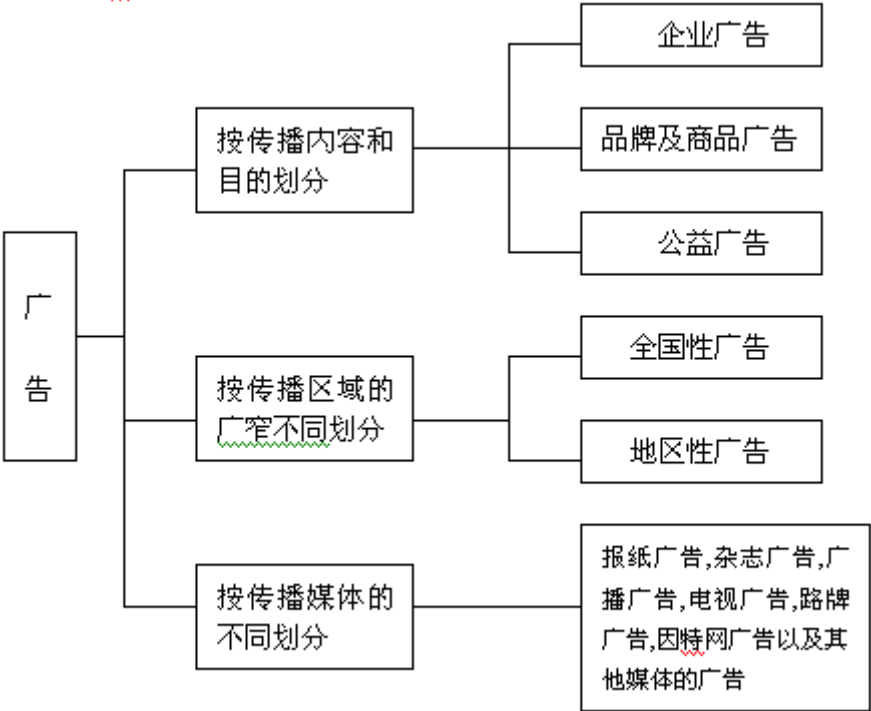 广
告
按传播内容和
目的划分
企业广告
品牌及商品广告
公益广告
按传播区域的
广窄不同划分
全国性广告
地区性广告
按传播媒体的
不同划分
报纸广告,杂志广告,广
播广告,电视广告,路牌
广告,因特网广告以及其
他媒体的广告